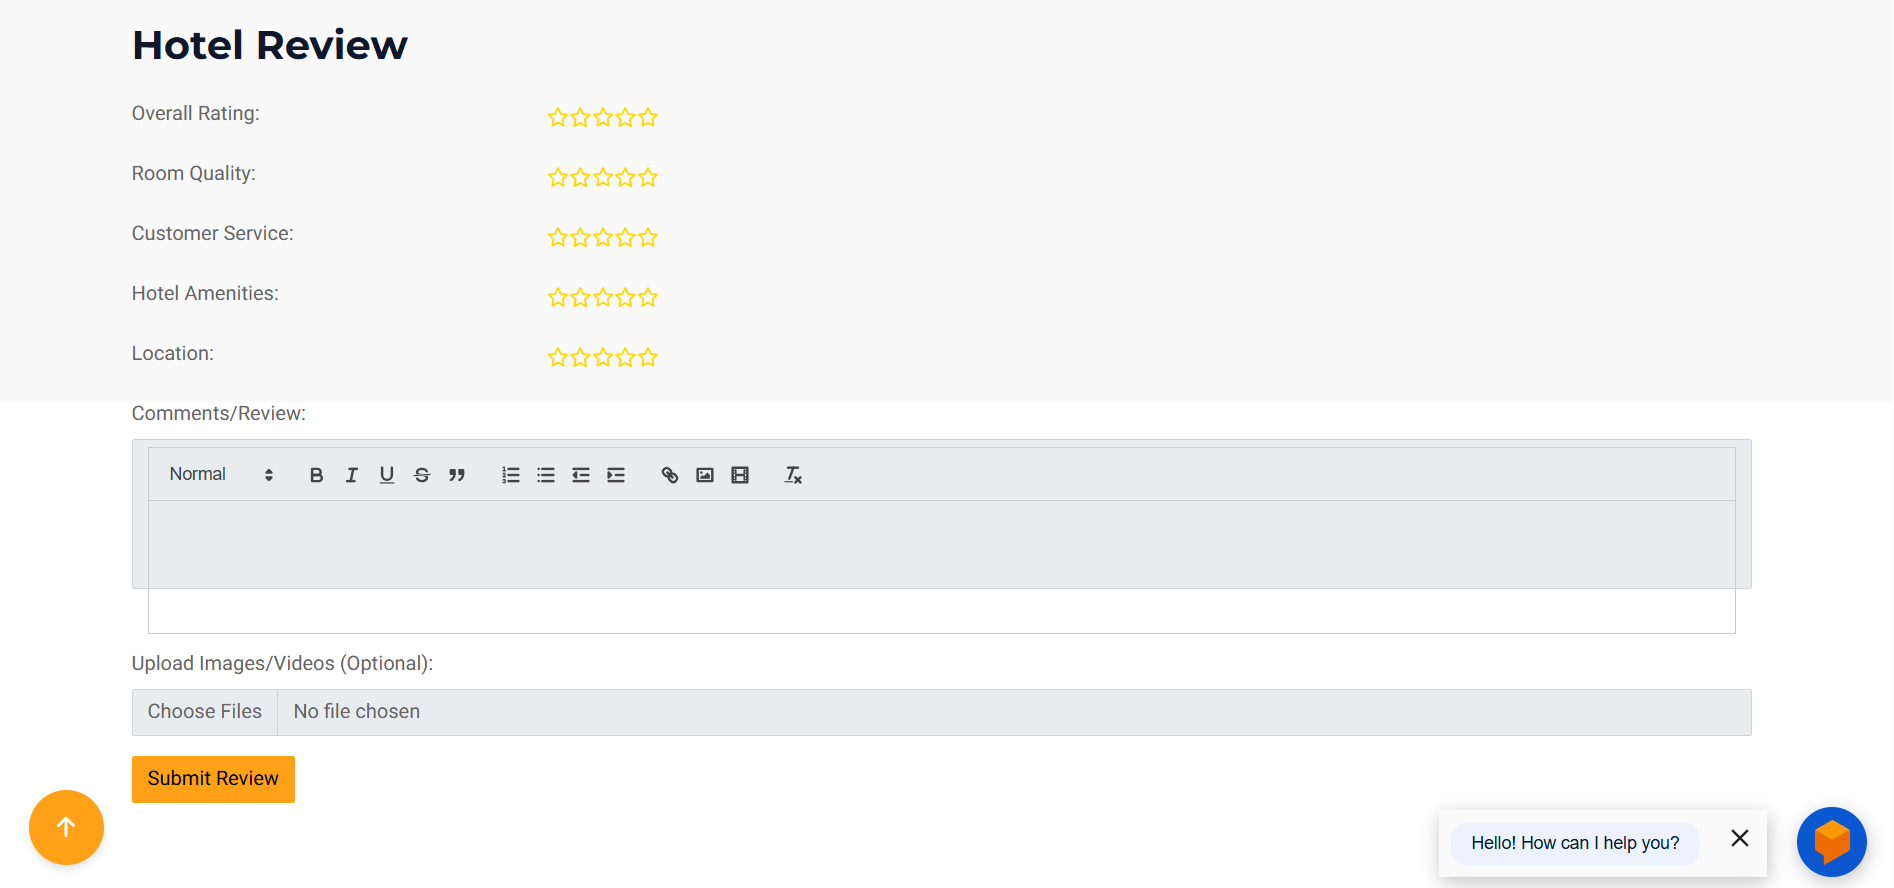 Hotel Review
Overall Rating:
Room Quality:
Customer Service:
Hotel Amenities:
Location:
Comments/Review:
Normal
Upload Images/Videos (Optional):
Choose Files No file chosen
Submit Review
Hello! How can I help you?